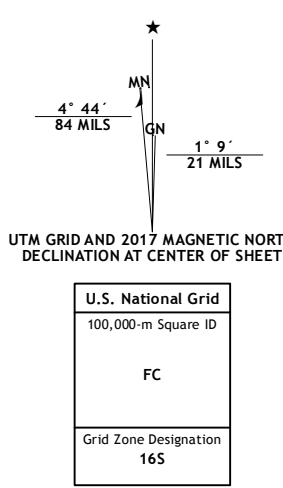 ★
MN
4° 44´
84 MILS
GN
1° 9´
21 MILS
UTM GRID AND 2017 MAGNETIC NORT
DECLINATION AT CENTER OF SHEET
U.S. National Grid
100,000-m Square ID
FC
Grid Zone Designation
16S